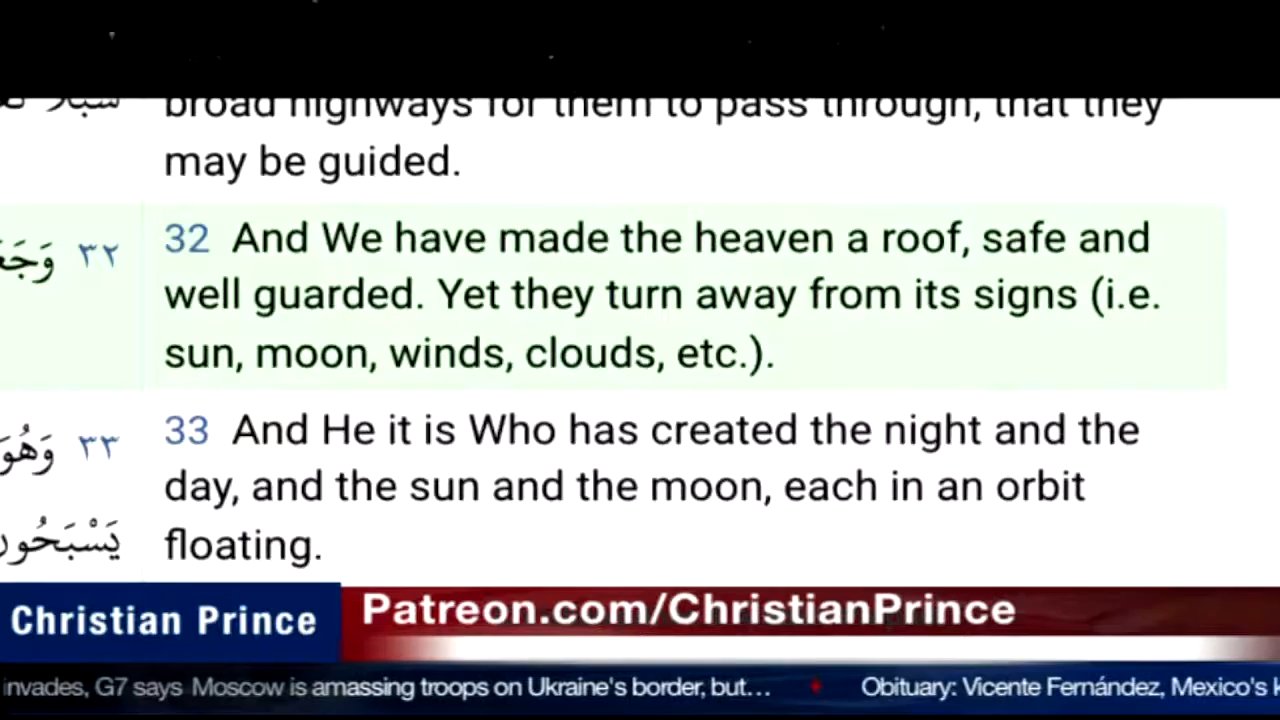 broad highways for them to pass through, that they
may be guided.
٣٢ 32 And We have made the heaven a roof, safe and
well guarded. Yet they turn away from its signs (i.e.
sun, moon, winds, clouds, etc.).
وَهُوَ ٣٣ 33 And He it is Who has created the night and the
day, and the sun and the moon, each in an orbit
floating.
Christian Prince
Patreon.com/ChristianPrince
invades, G7 says Moscow is amassing troops on Ukraine's border, but... ♦ Obituary: Vicente Fernández, Mexico's